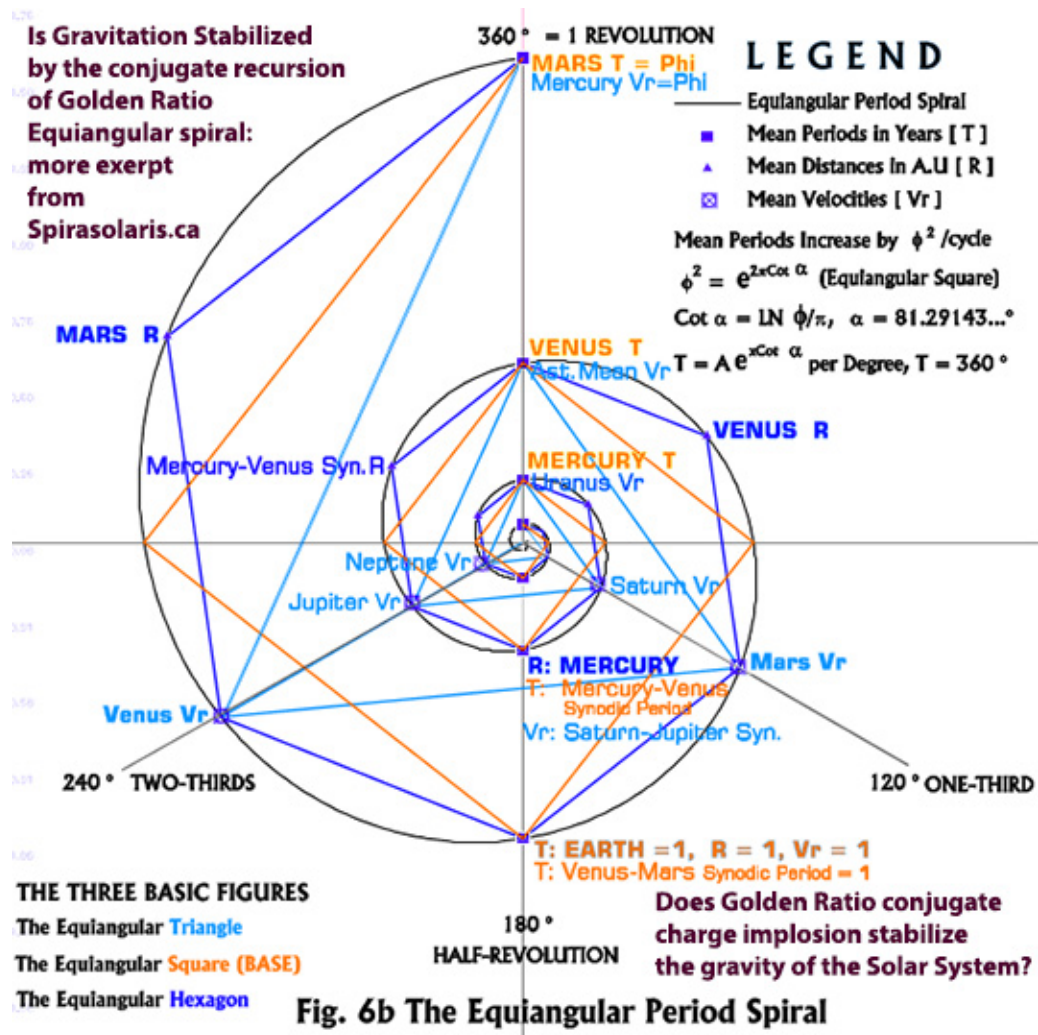 Is Gravitation Stabilized
by the conjugate recursion
of Golden Ratio
Equiangular spiral:
more exerpt
from
Spirasolaris.ca
360 ° = 1 REVOLUTION
MARS T = Phi
Mercury Vr=Phi
LEGEND
Equiangular Period Spiral
Mean Periods in Years [ T ]
Mean Distances in A.U [ R ]
Mean Velocities [ Vr ]
Mean Periods Increase by ϕ² /cycle
ϕ² = e^2πCot α (Equiangular Square)
Cot α = LN ϕ/π, α = 81.29143...°
T = A e^xCot α per Degree, T = 360 °
MARS R
VENUS T
Ast.Mean Vr
VENUS R
Mercury-Venus Syn.R
MERCURY T
Uranus Vr
Neptune Vr
Saturn Vr
Jupiter Vr
R: MERCURY
T: Mercury-Venus
Synodic Period
Vr: Saturn-Jupiter Syn.
Mars Vr
Venus Vr
240 ° TWO-THIRDS
120 ° ONE-THIRD
T: EARTH =1, R = 1, Vr = 1
T: Venus-Mars Synodic Period = 1
THE THREE BASIC FIGURES
The Equiangular Triangle
The Equiangular Square (BASE)
The Equiangular Hexagon
180 °
HALF-REVOLUTION
Does Golden Ratio conjugate
charge implosion stabilize
the gravity of the Solar System?
Fig. 6b The Equiangular Period Spiral